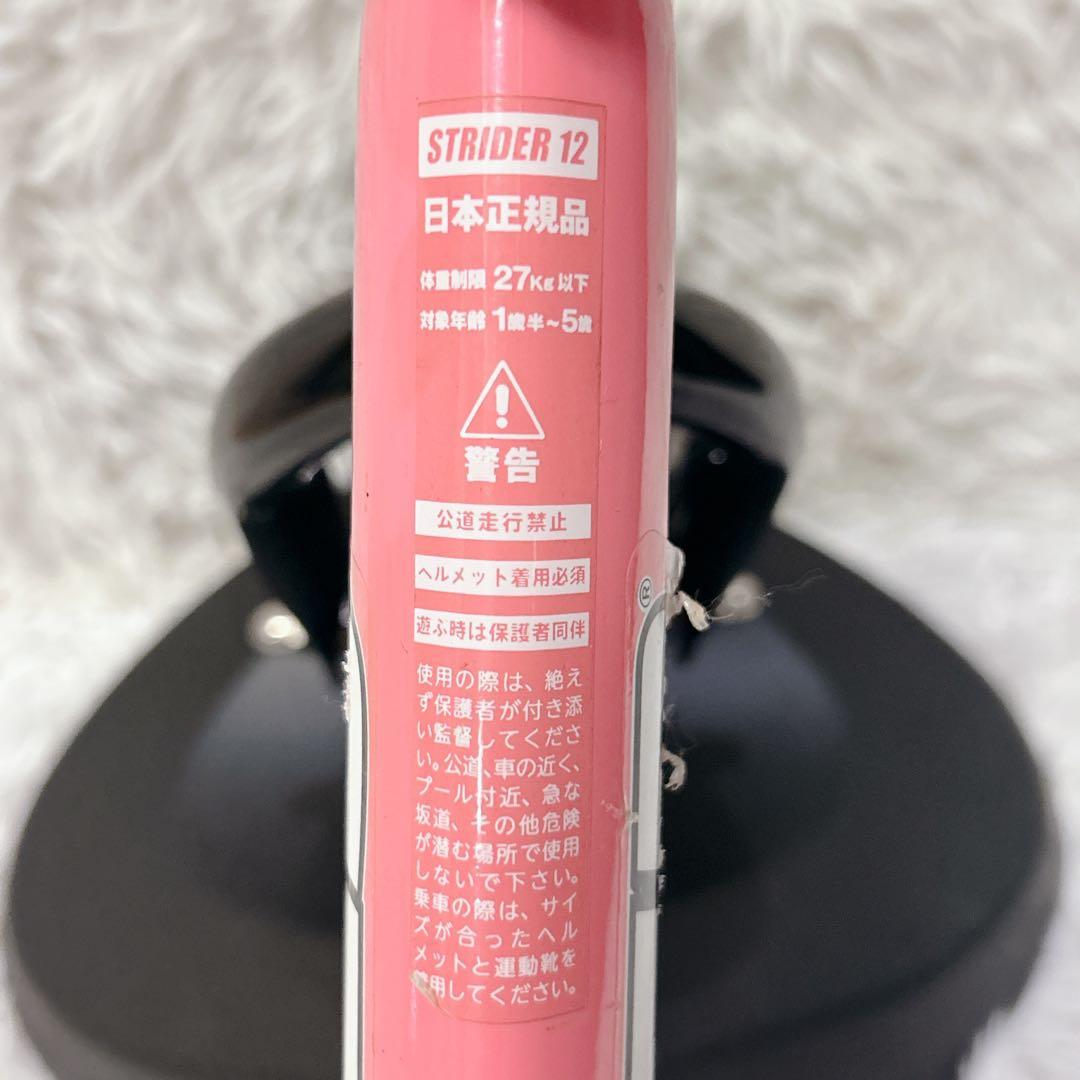 STRIDER 12
日本正規品
体重制限 27Kg以下
対象年齢 1歳半~5歳
警告
公道走行禁止
ヘルメット着用必須
遊ぶ時は保護者同伴
使用の際は、絶え
ず保護者が付き添
い監督してくださ
い。公道、車の近く、
プール付近、急な
坂道、その他危険
が潜む場所で使用
しないで下さい。
乗車の際は、サイ
ズが合ったヘル
メットと運動靴を
着用してください。
®